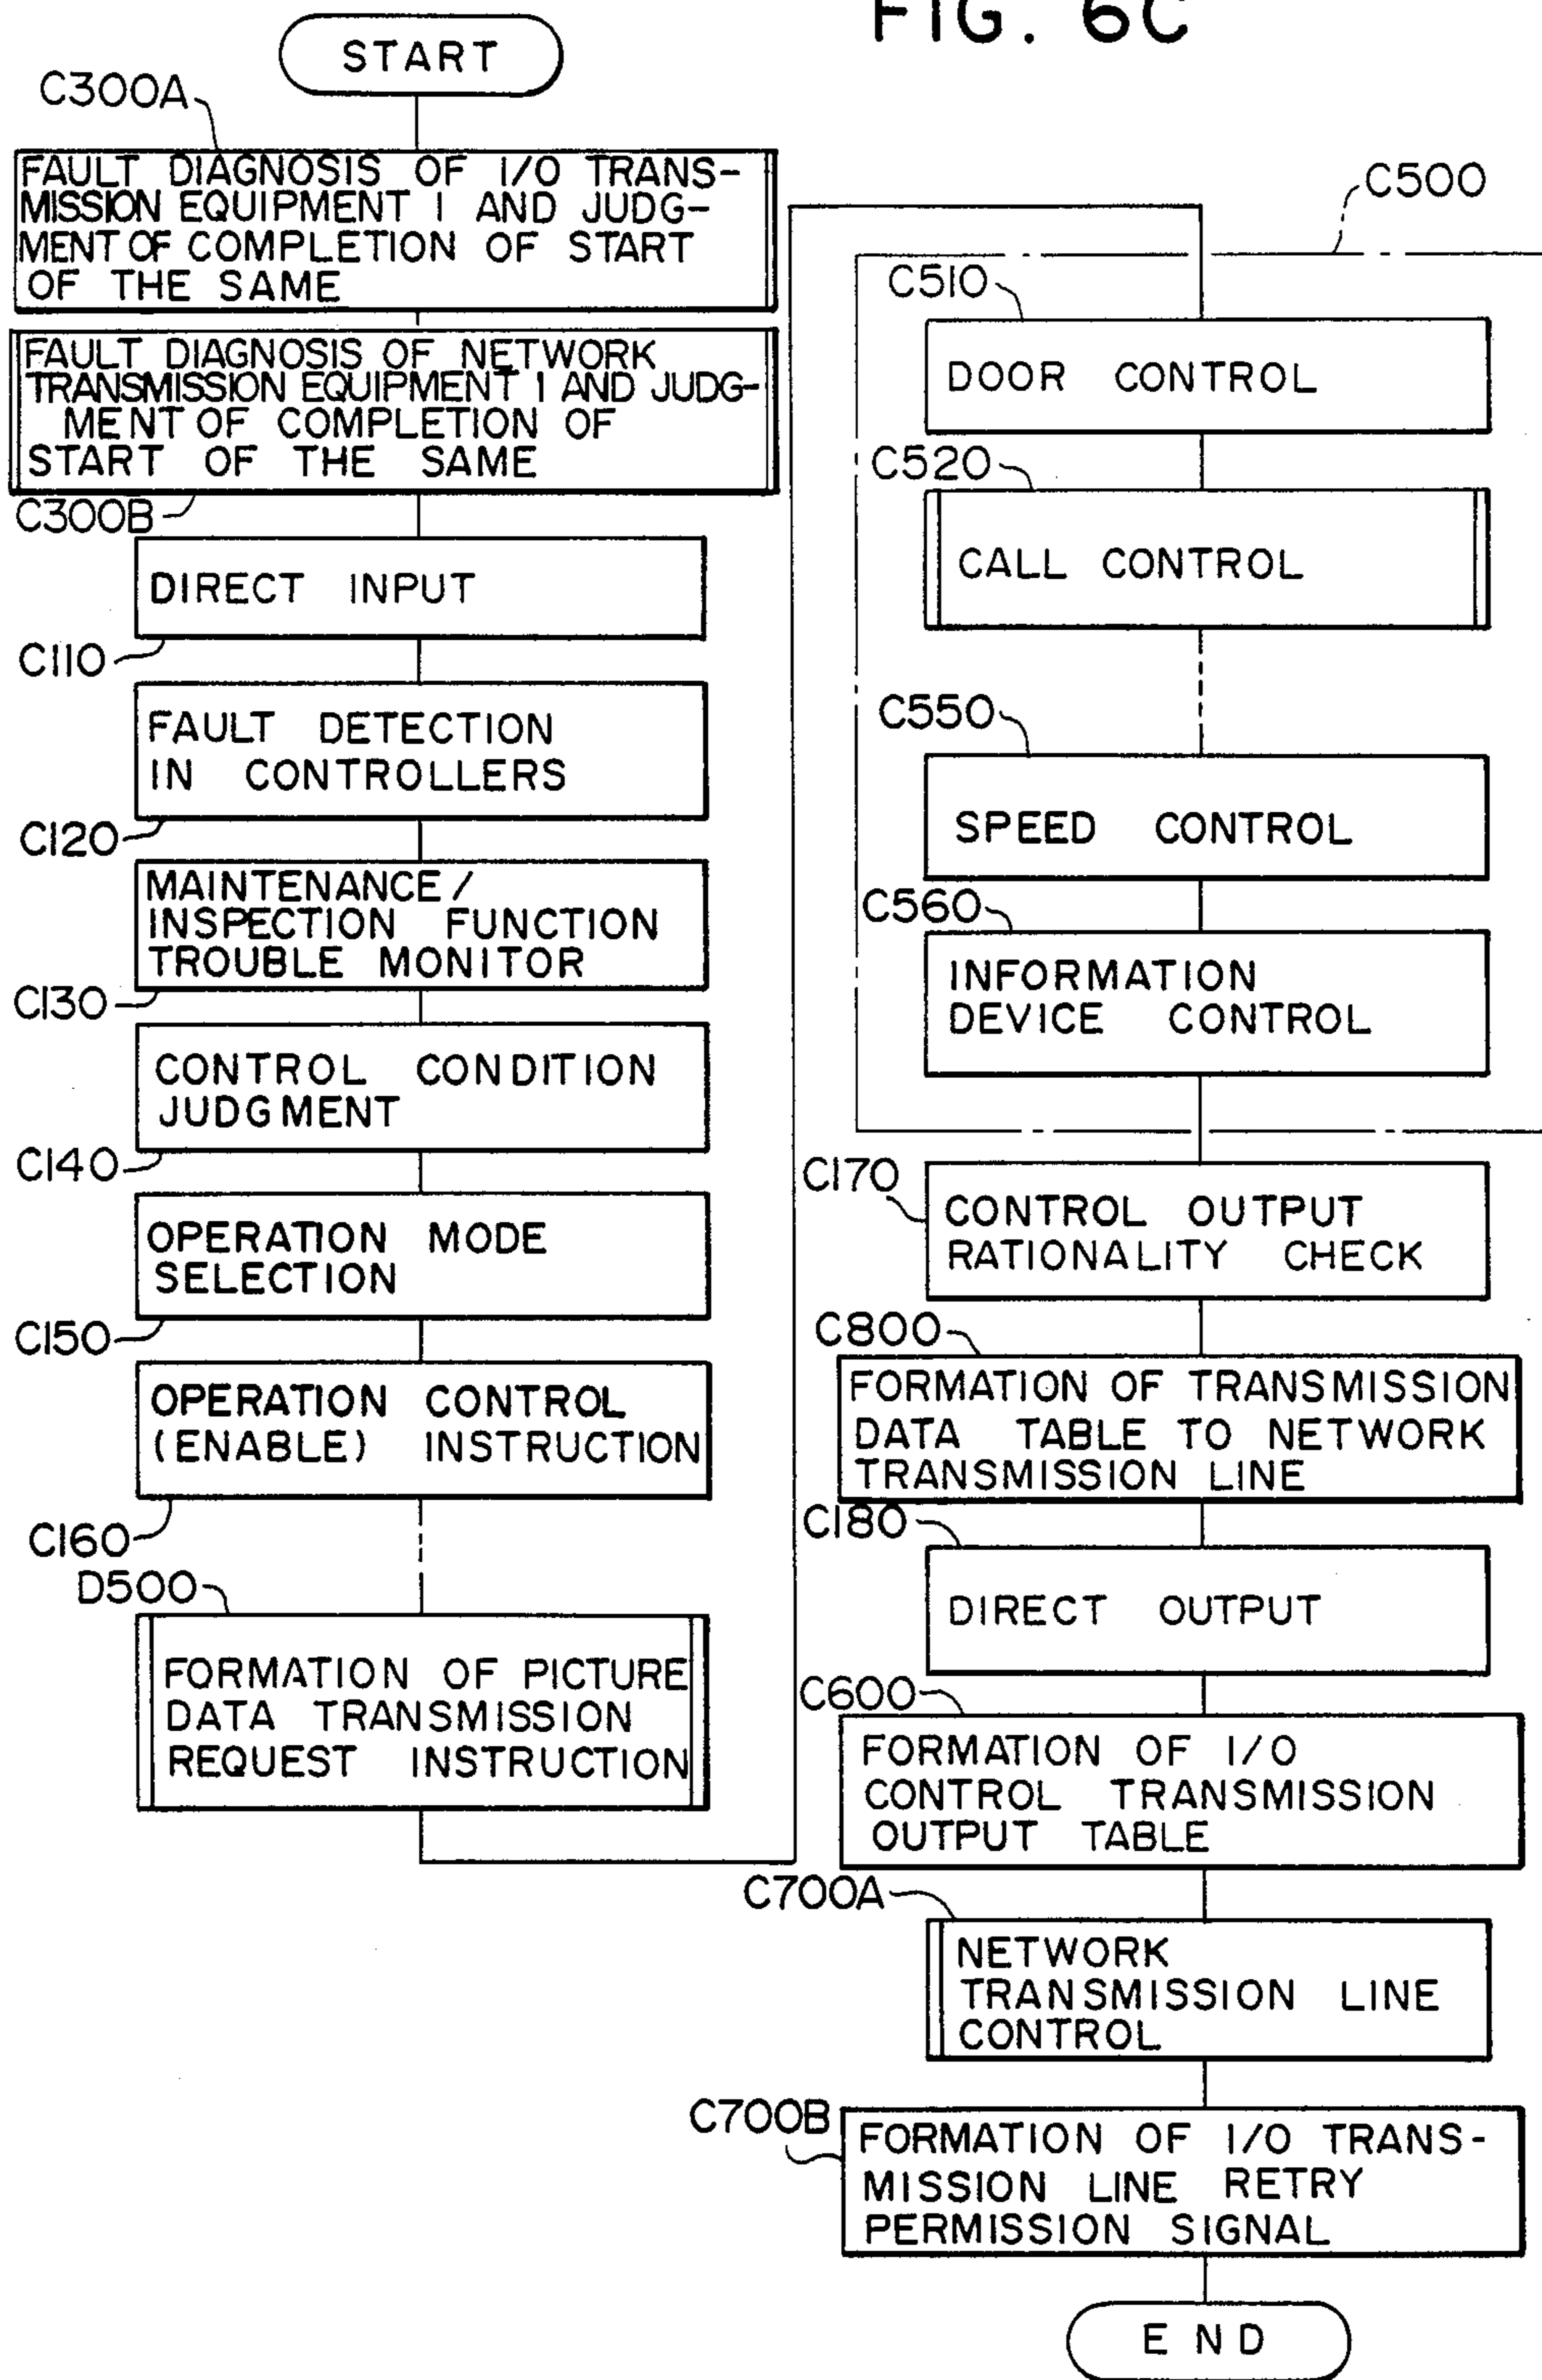 FIG. 6C
START
C300A
FAULT DIAGNOSIS OF I/O TRANS-
MISSION EQUIPMENT 1 AND JUDG-
MENT OF COMPLETION OF START
OF THE SAME
FAULT DIAGNOSIS OF NETWORK
TRANSMISSION EQUIPMENT 1 AND JUDG-
MENT OF COMPLETION OF
START OF THE SAME
C300B
DIRECT INPUT
C110
FAULT DETECTION
IN CONTROLLERS
C120
MAINTENANCE/
INSPECTION FUNCTION
TROUBLE MONITOR
C130
CONTROL CONDITION
JUDGMENT
C140
OPERATION MODE
SELECTION
C150
OPERATION CONTROL
(ENABLE) INSTRUCTION
C160
D500
FORMATION OF PICTURE
DATA TRANSMISSION
REQUEST INSTRUCTION
C500
C510
DOOR CONTROL
C520
CALL CONTROL
C550
SPEED CONTROL
C560
INFORMATION
DEVICE CONTROL
C170
CONTROL OUTPUT
RATIONALITY CHECK
C800
FORMATION OF TRANSMISSION
DATA TABLE TO NETWORK
TRANSMISSION LINE
C180
DIRECT OUTPUT
C600
FORMATION OF I/O
CONTROL TRANSMISSION
OUTPUT TABLE
C700A
NETWORK
TRANSMISSION LINE
CONTROL
C700B
FORMATION OF I/O TRANS-
MISSION LINE RETRY
PERMISSION SIGNAL
END